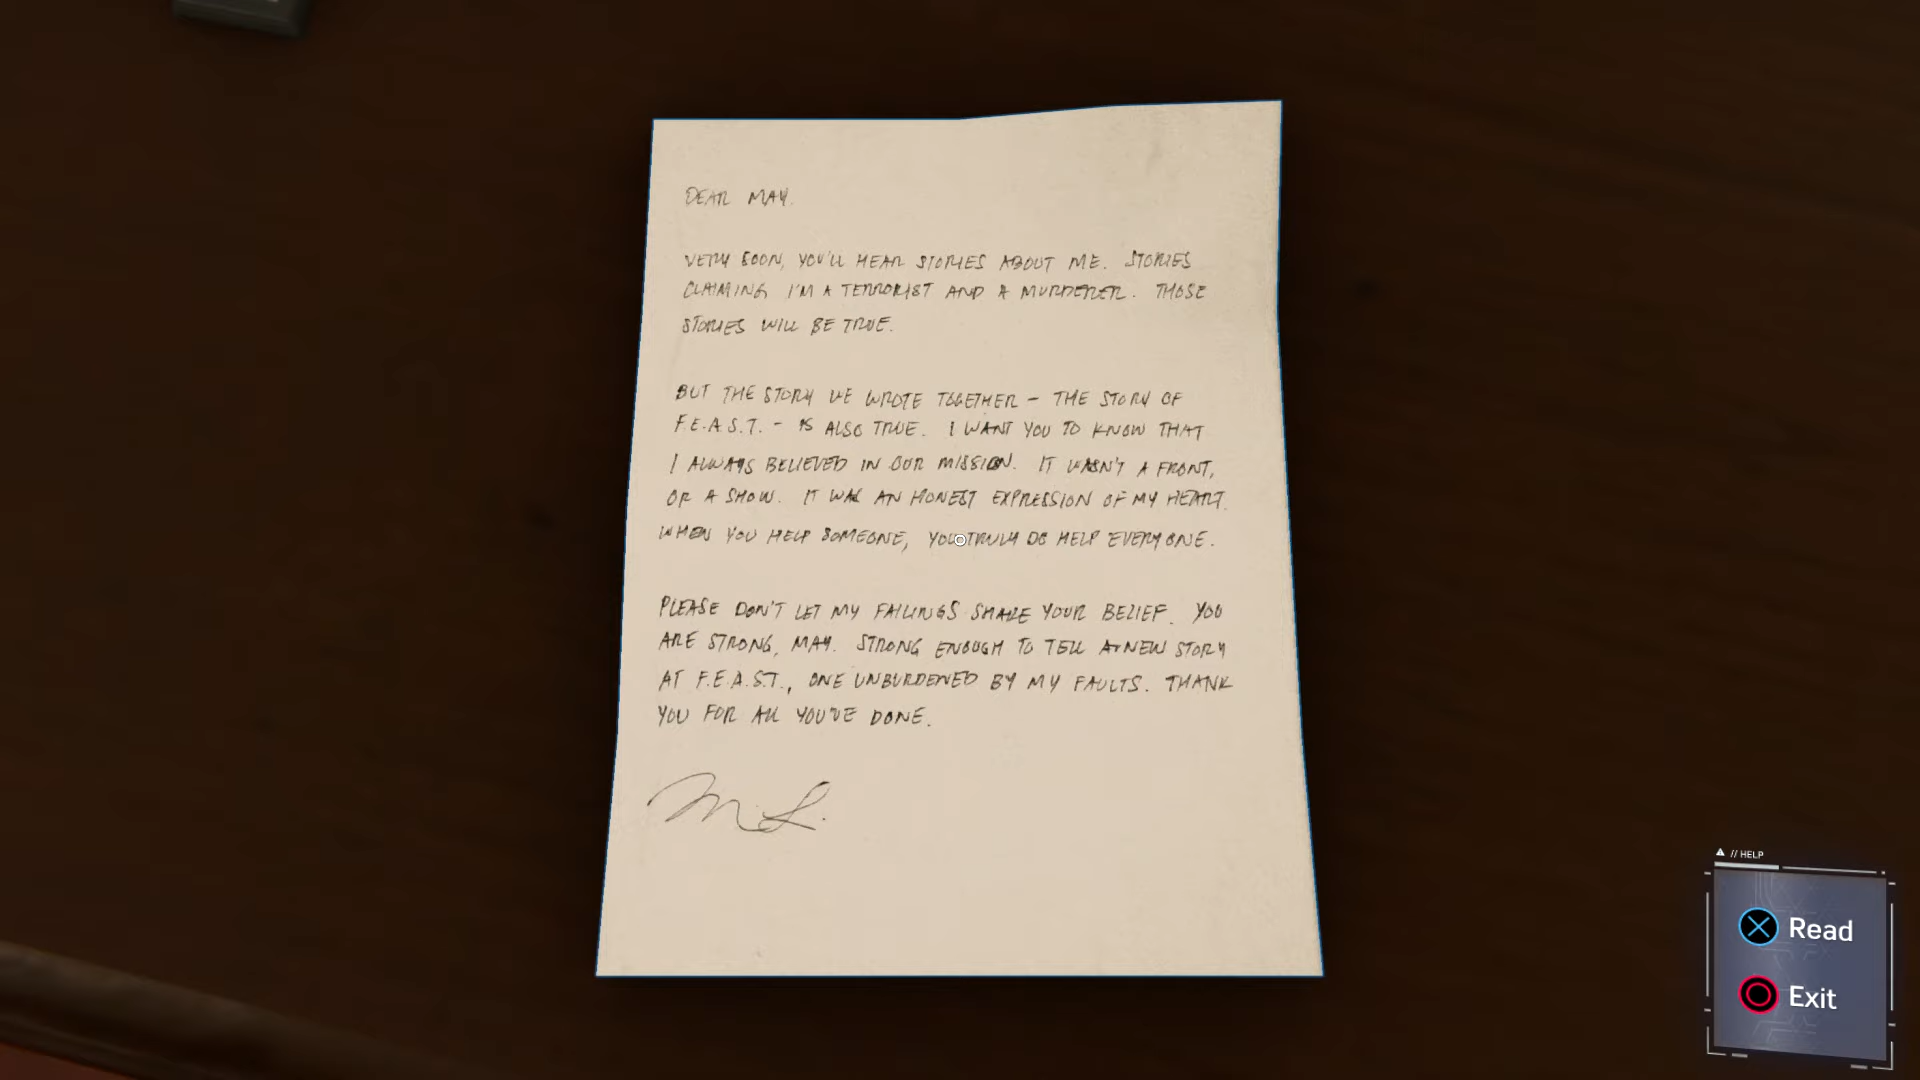 DEAR MAY.
VERY SOON, YOU'LL HEAR STORIES ABOUT ME. STORIES
CLAIMING I'M A TERRORIST AND A MURDERER. THOSE
STORIES WILL BE TRUE.
BUT THE STORY WE WROTE TOGETHER – THE STORY OF
F.E.A.S.T. – IS ALSO TRUE. I WANT YOU TO KNOW THAT
I ALWAYS BELIEVED IN OUR MISSION. IT WASN'T A FRONT,
OR A SHOW. IT WAS AN HONEST EXPRESSION OF MY HEART.
WHEN YOU HELP SOMEONE, YOU TRULY DO HELP EVERYONE.
PLEASE DON'T LET MY FAILINGS SHAKE YOUR BELIEF. YOU
ARE STRONG, MAY. STRONG ENOUGH TO TELL A NEW STORY
AT F.E.A.S.T., ONE UNBURDENED BY MY FAULTS. THANK
YOU FOR ALL YOU'VE DONE.
M L.
// HELP
Read
Exit